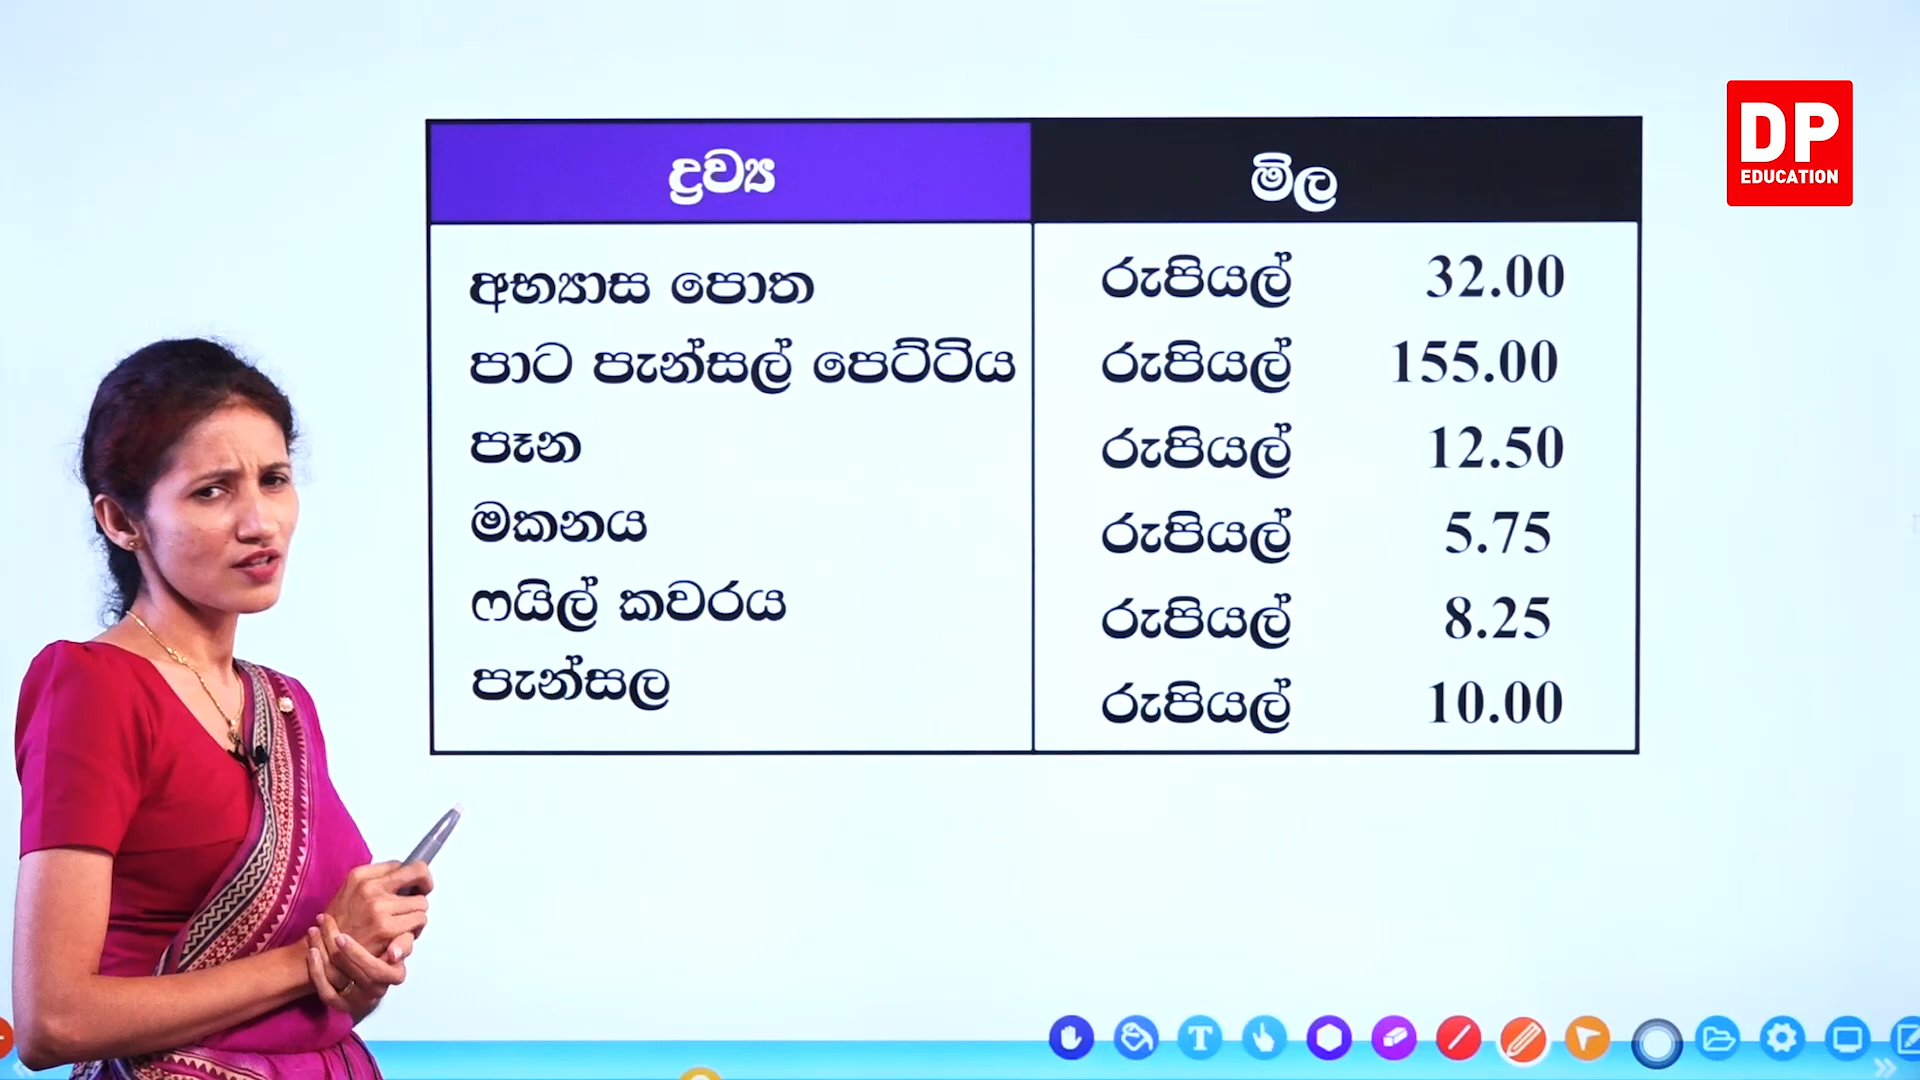 DP
EDUCATION
ද්‍රව්‍ය මිල
අභ්‍යාස පොත රුපියල් 32.00
පාට පැන්සල් පෙට්ටිය රුපියල් 155.00
පෑන රුපියල් 12.50
මකනය රුපියල් 5.75
ෆයිල් කවරය රුපියල් 8.25
පැන්සල රුපියල් 10.00
T